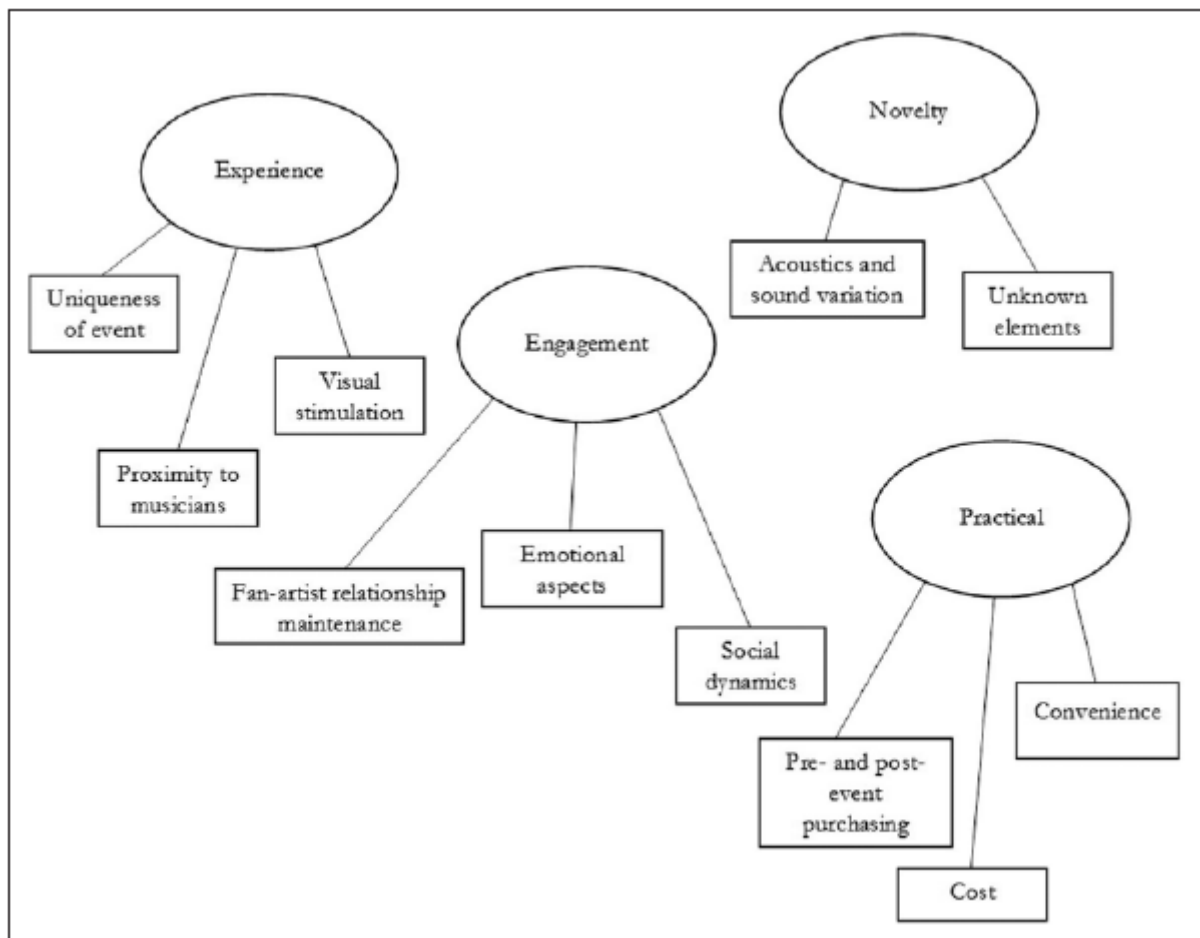 Novelty
Experience
Acoustics and
sound variation
Uniqueness
of event
Unknown
elements
Engagement
Visual
stimulation
Proximity to
musicians
Practical
Emotional
aspects
Fan-artist relationship
maintenance
Social
dynamics
Convenience
Pre- and post-
event
purchasing
Cost